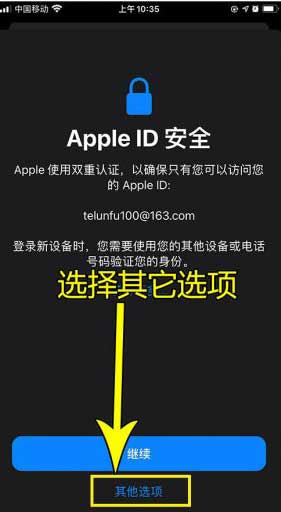 中国移动
上午10:35
Apple ID 安全
Apple 使用双重认证，以确保只有您可以访问您
的 Apple ID:
telunfu100@163.com
登录新设备时，您需要使用您的其他设备或电话
号码验证您的身份。
选择其它选项
继续
其他选项